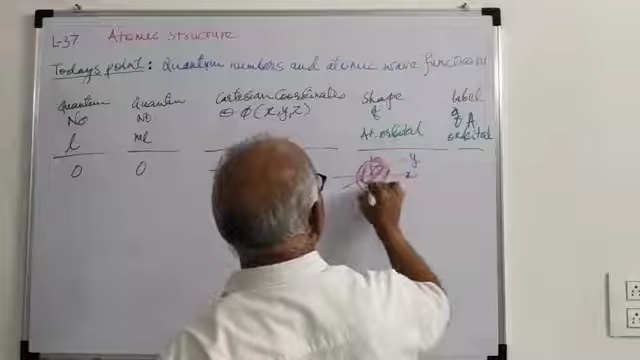 L-37. Atomic structure
Todays point: Quantum numbers and atomic wave function
Quantum No l
Quantum No ml
Cartesian Coordinates ⊖ φ(x,y,z)
Shape of At. orbital
Label of A orbital
0 0
y
x